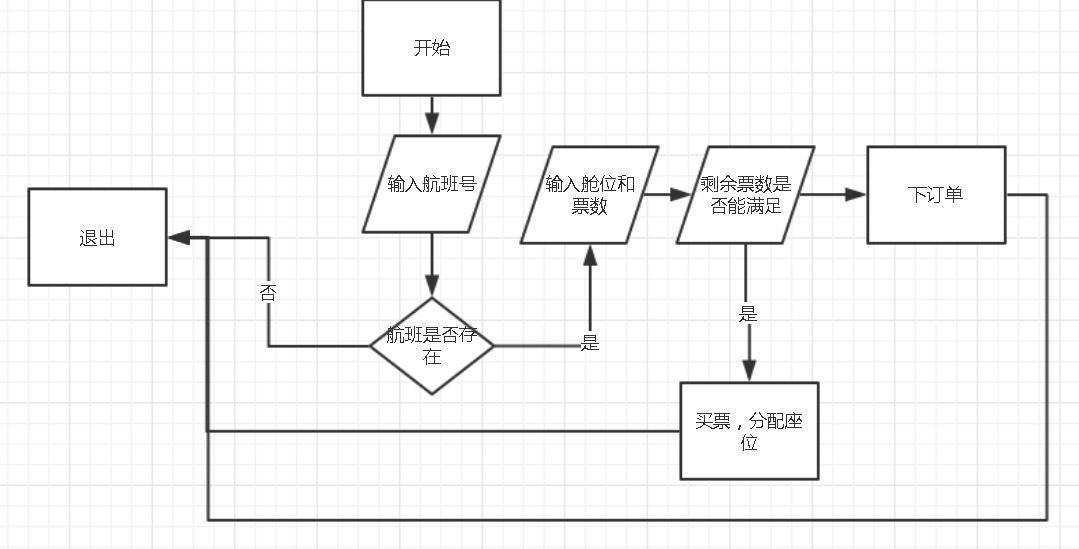 开始
输入航班号
输入舱位和
票数
剩余票数是
否能满足
下订单
退出
否
航班是否存
在
是
是
买票，分配座
位